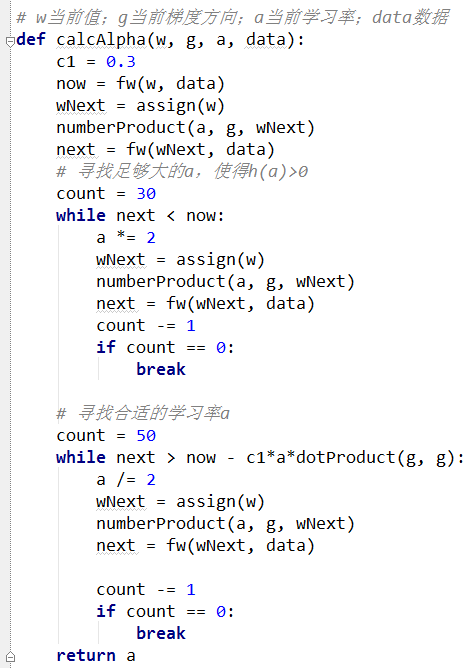 # w当前值；g当前梯度方向；a当前学习率；data数据
def calcAlpha(w, g, a, data):
    c1 = 0.3
    now = fw(w, data)
    wNext = assign(w)
    numberProduct(a, g, wNext)
    next = fw(wNext, data)
    # 寻找足够大的a，使得h(a)>0
    count = 30
    while next < now:
        a *= 2
        wNext = assign(w)
        numberProduct(a, g, wNext)
        next = fw(wNext, data)
        count -= 1
        if count == 0:
            break
    # 寻找合适的学习率a
    count = 50
    while next > now - c1*a*dotProduct(g, g):
        a /= 2
        wNext = assign(w)
        numberProduct(a, g, wNext)
        next = fw(wNext, data)
        count -= 1
        if count == 0:
            break
    return a